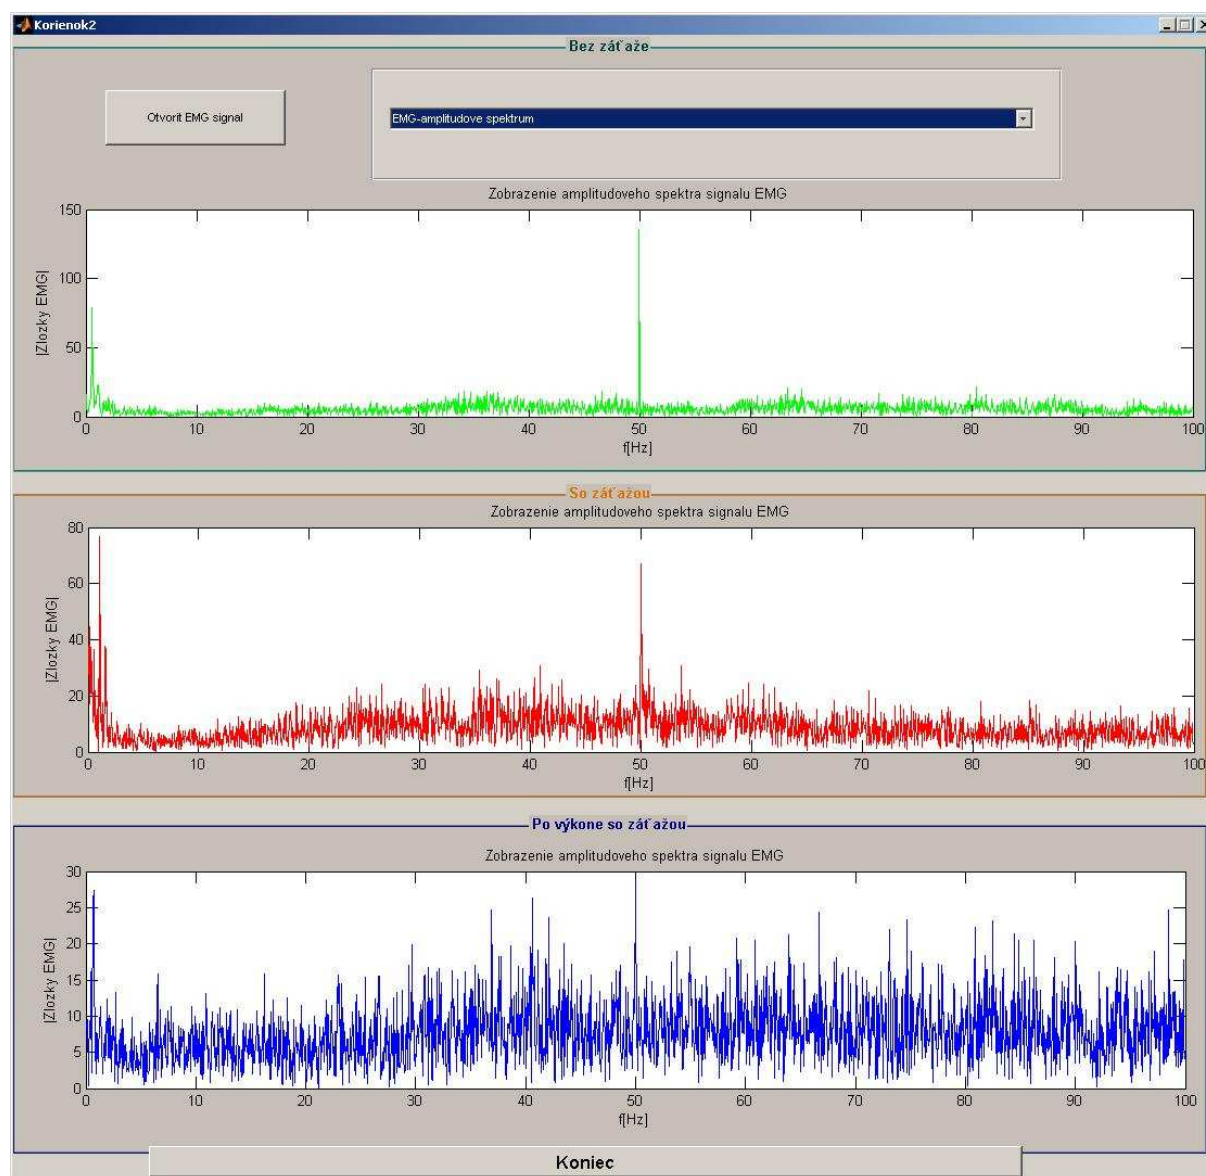 Korienok2
Bez záťaže
Otvorit EMG signal
EMG-amplitudove spektrum
Zobrazenie amplitudoveho spektra signalu EMG
150
100
50
0
|Zlozky EMG|
0 10 20 30 40 50 60 70 80 90 100
f[Hz]
So záťažou
Zobrazenie amplitudoveho spektra signalu EMG
80
60
40
20
0
|Zlozky EMG|
0 10 20 30 40 50 60 70 80 90 100
f[Hz]
Po výkone so záťažou
Zobrazenie amplitudoveho spektra signalu EMG
30
25
20
15
10
5
0
|Zlozky EMG|
0 10 20 30 40 50 60 70 80 90 100
f[Hz]
Koniec